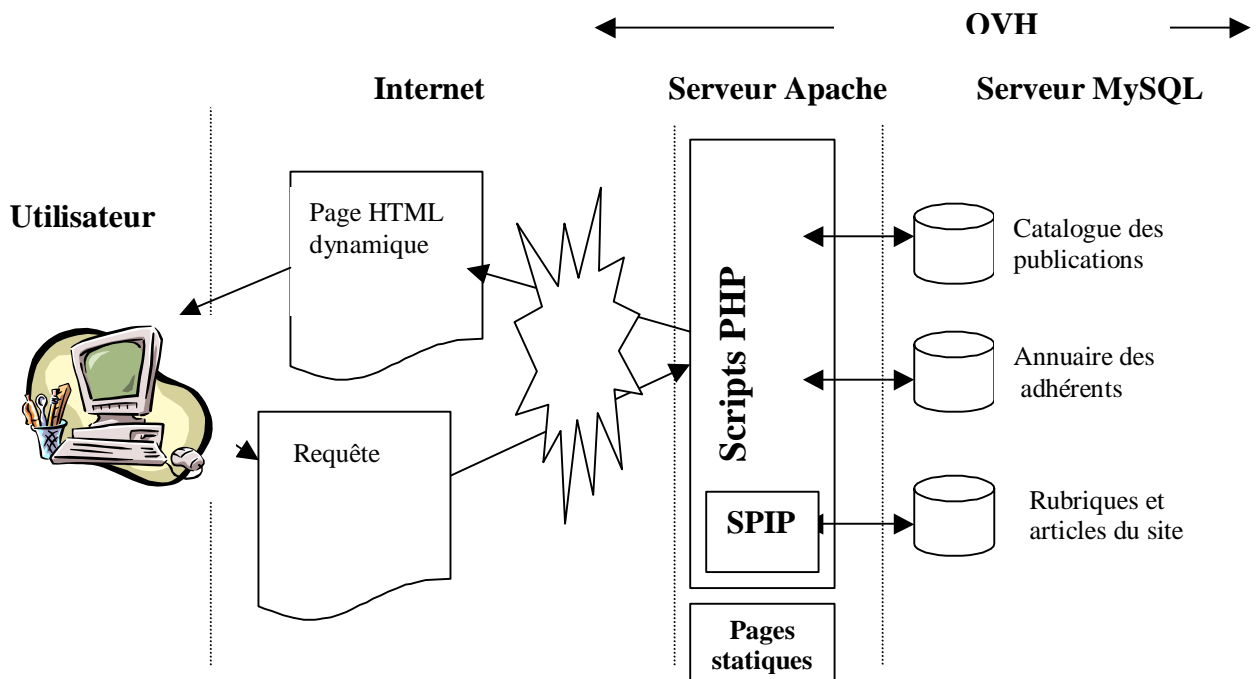 OVH
Internet
Serveur Apache
Serveur MySQL
Utilisateur
Page HTML
dynamique
Requête
Scripts PHP
SPIP
Pages
statiques
Catalogue des
publications
Annuaire des
adhérents
Rubriques et
articles du site